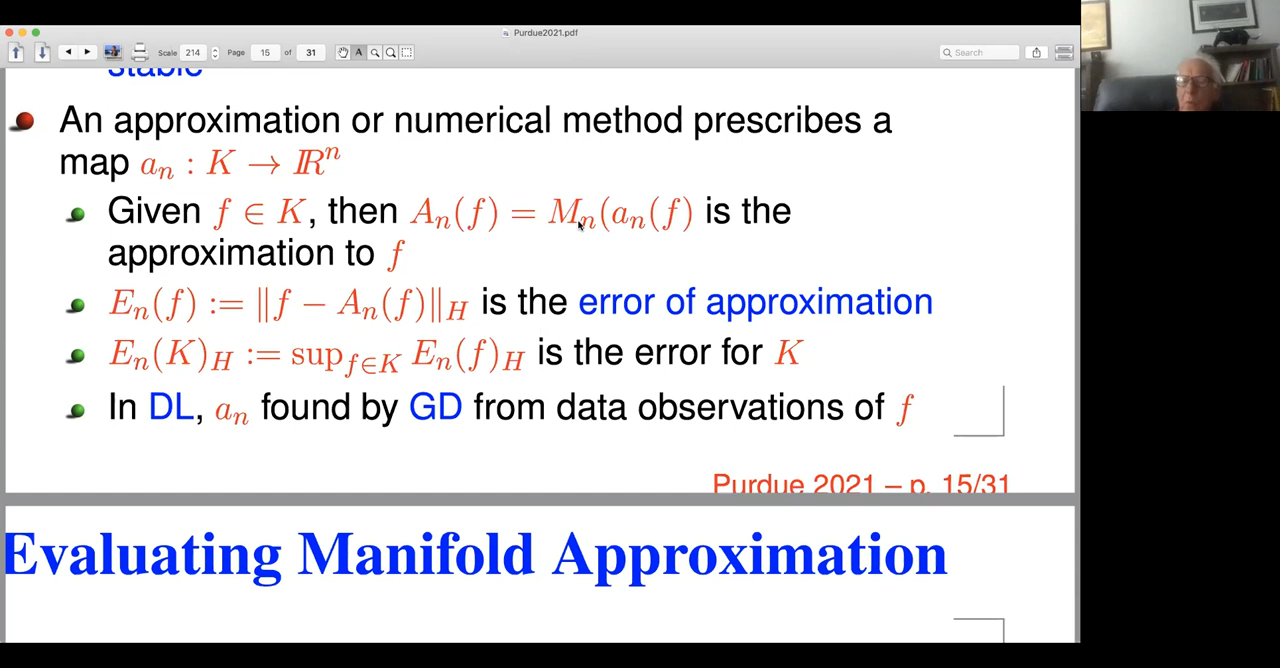 Purdue2021.pdf
Scale 214 Page 15 of 31 Search
stable
An approximation or numerical method prescribes a
map aₙ : K → ℝⁿ
Given f ∈ K, then Aₙ(f) = Mₙ(aₙ(f) is the
approximation to f
Eₙ(f) := ‖f − Aₙ(f)‖_H is the error of approximation
Eₙ(K)_H := sup_{f∈K} Eₙ(f)_H is the error for K
In DL, aₙ found by GD from data observations of f
Purdue 2021 – p. 15/31
Evaluating Manifold Approximation